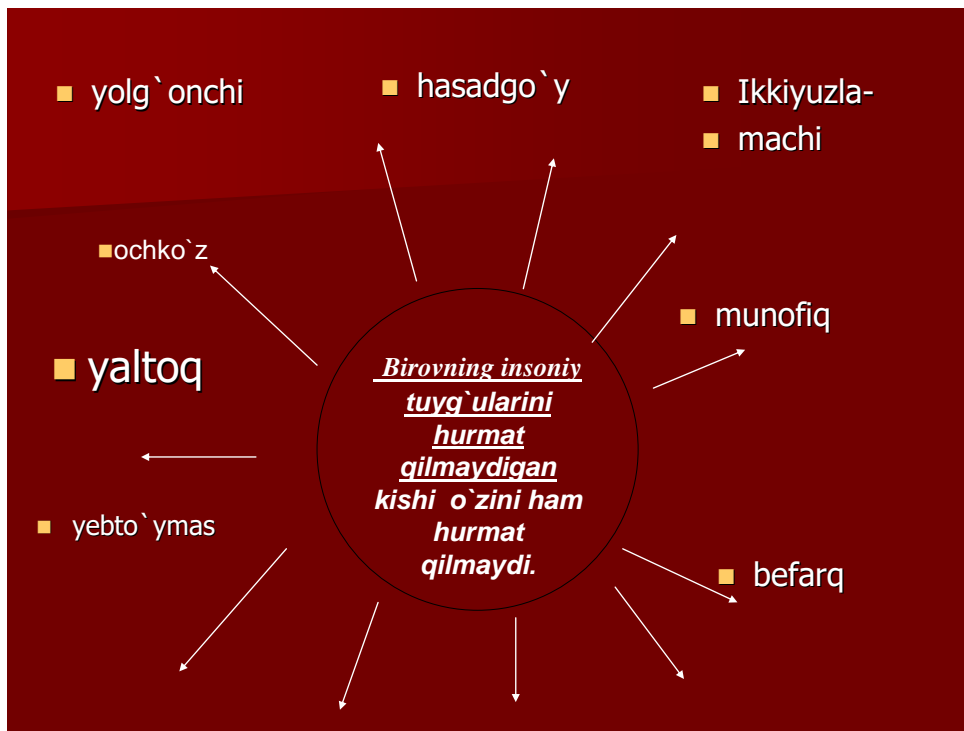 yolg`onchi
hasadgo`y
Ikkiyuzla-
machi
ochko`z
munofiq
yaltoq
Birovning insoniy
tuyg`ularini
hurmat
qilmaydigan
kishi o`zini ham
hurmat
qilmaydi.
yebto`ymas
befarq